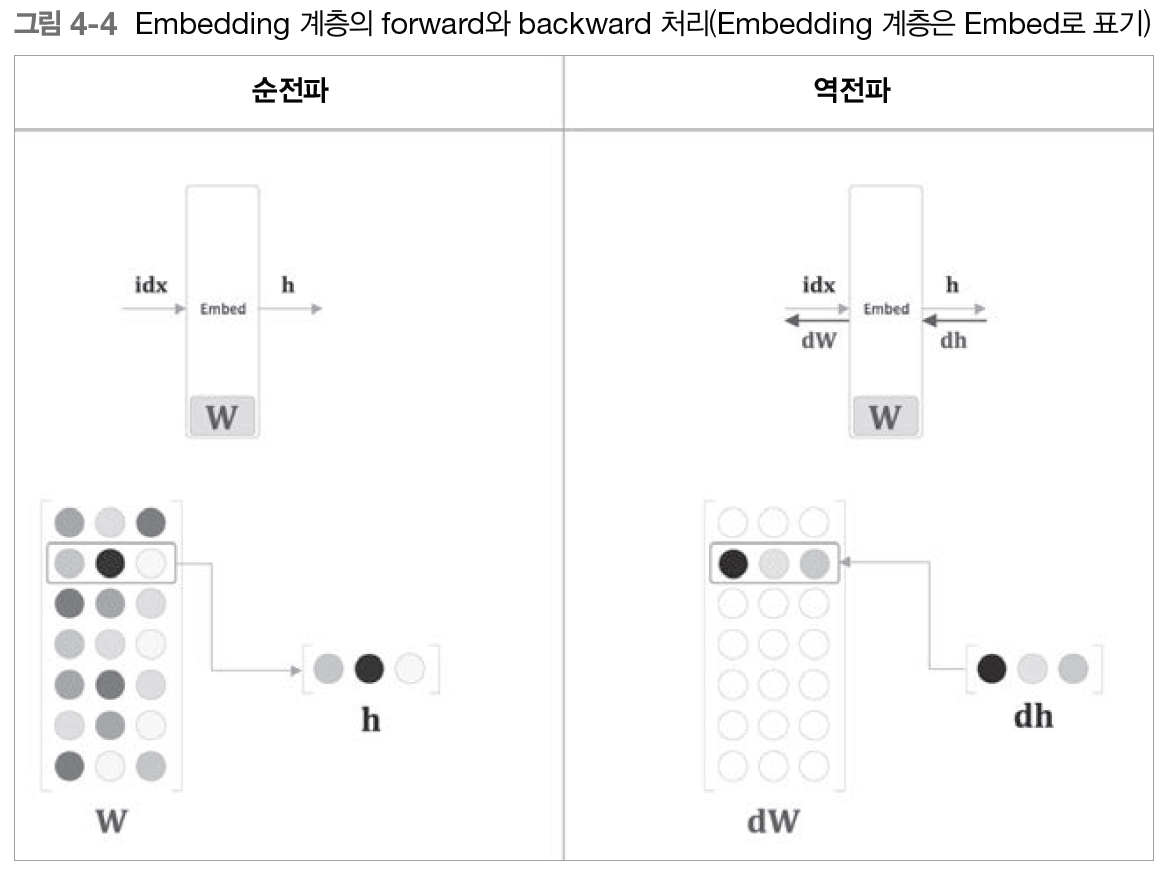 그림 4-4 Embedding 계층의 forward와 backward 처리(Embedding 계층은 Embed로 표기)
순전파
역전파
idx
h
Embed
W
idx
h
Embed
dW
dh
W
h
W
dh
dW